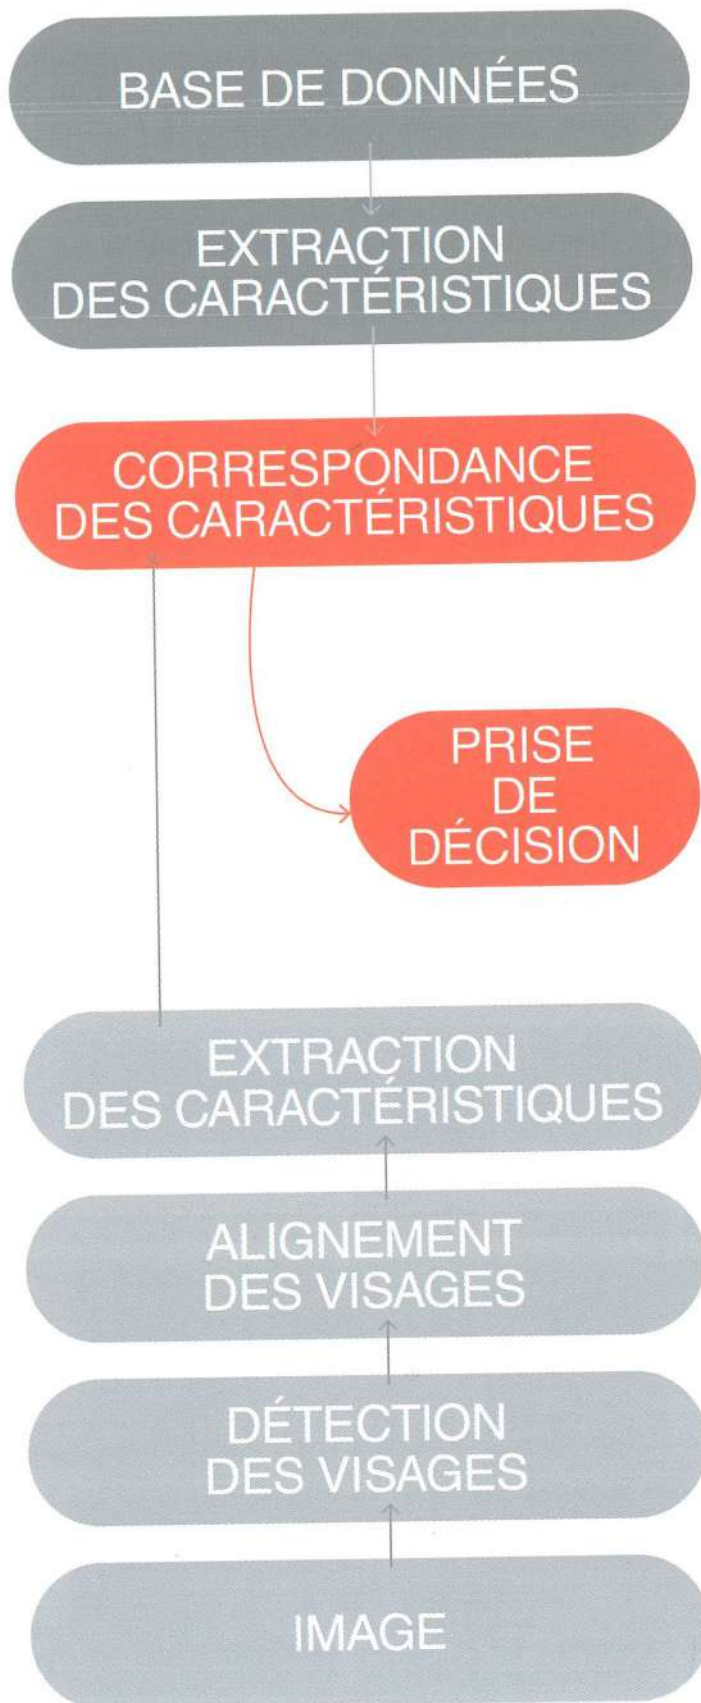 BASE DE DONNÉES
EXTRACTION
DES CARACTÉRISTIQUES
CORRESPONDANCE
DES CARACTÉRISTIQUES
PRISE
DE
DÉCISION
EXTRACTION
DES CARACTÉRISTIQUES
ALIGNEMENT
DES VISAGES
DÉTECTION
DES VISAGES
IMAGE